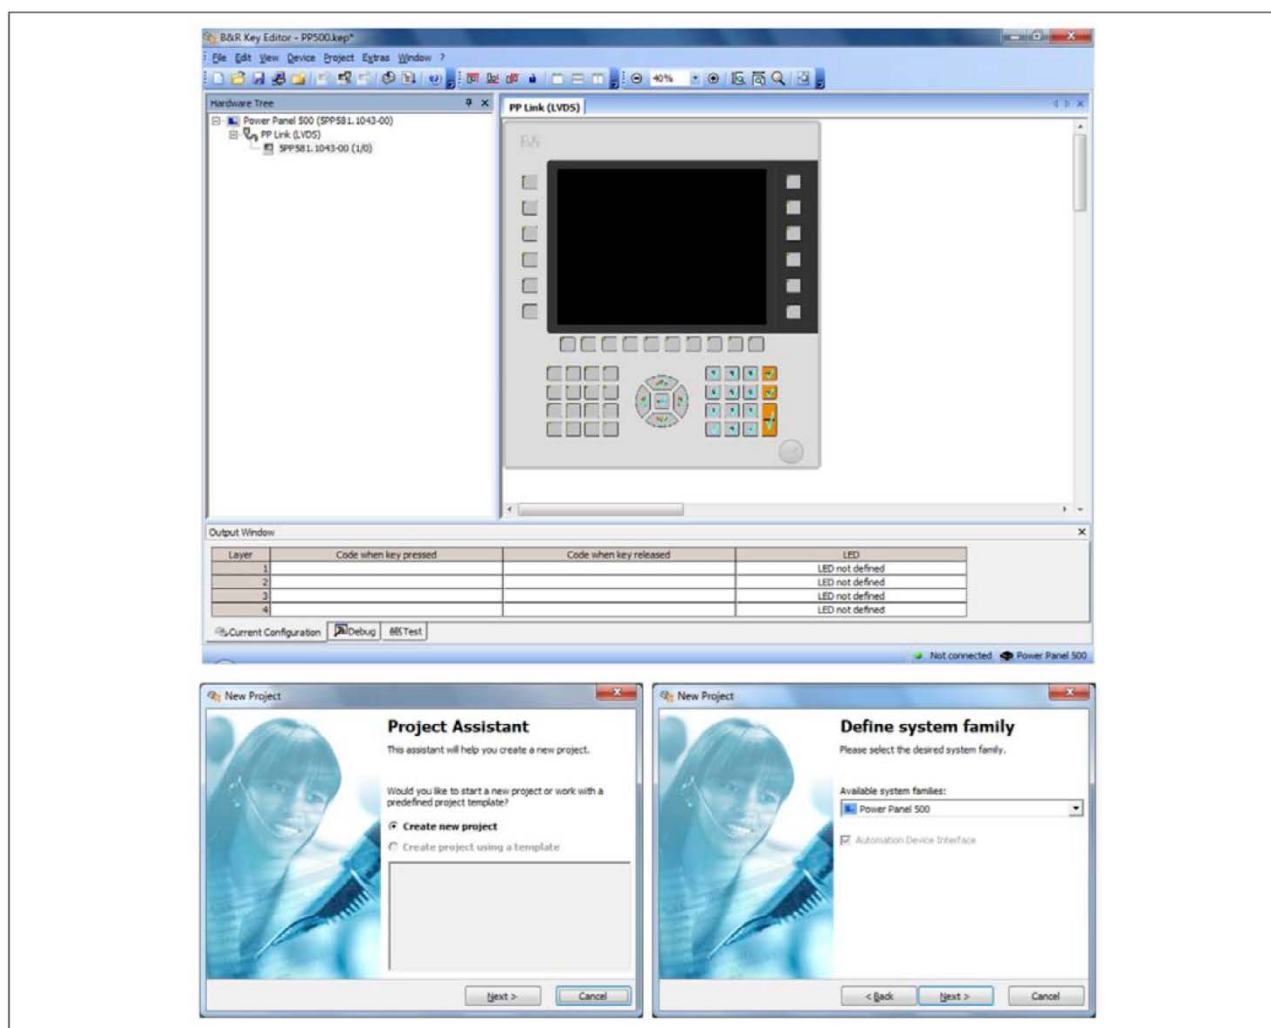 B&R Key Editor - PP500.kep*
File Edit View Device Project Extras Window ?
40%
Hardware Tree
PP Link (LVDS)
Power Panel 500 (5PP581.1043-00)
PP Link (LVDS)
5PP581.1043-00 (1/0)
B&R
Output Window
Layer Code when key pressed Code when key released LED
1 LED not defined
2 LED not defined
3 LED not defined
4 LED not defined
Current Configuration Debug Test
Not connected Power Panel 500
New Project
Project Assistant
This assistant will help you create a new project.
Would you like to start a new project or work with a
predefined project template?
Create new project
Create project using a template
Next > Cancel
New Project
Define system family
Please select the desired system family.
Available system families:
Power Panel 500
Automation Device Interface
< Back Next > Cancel